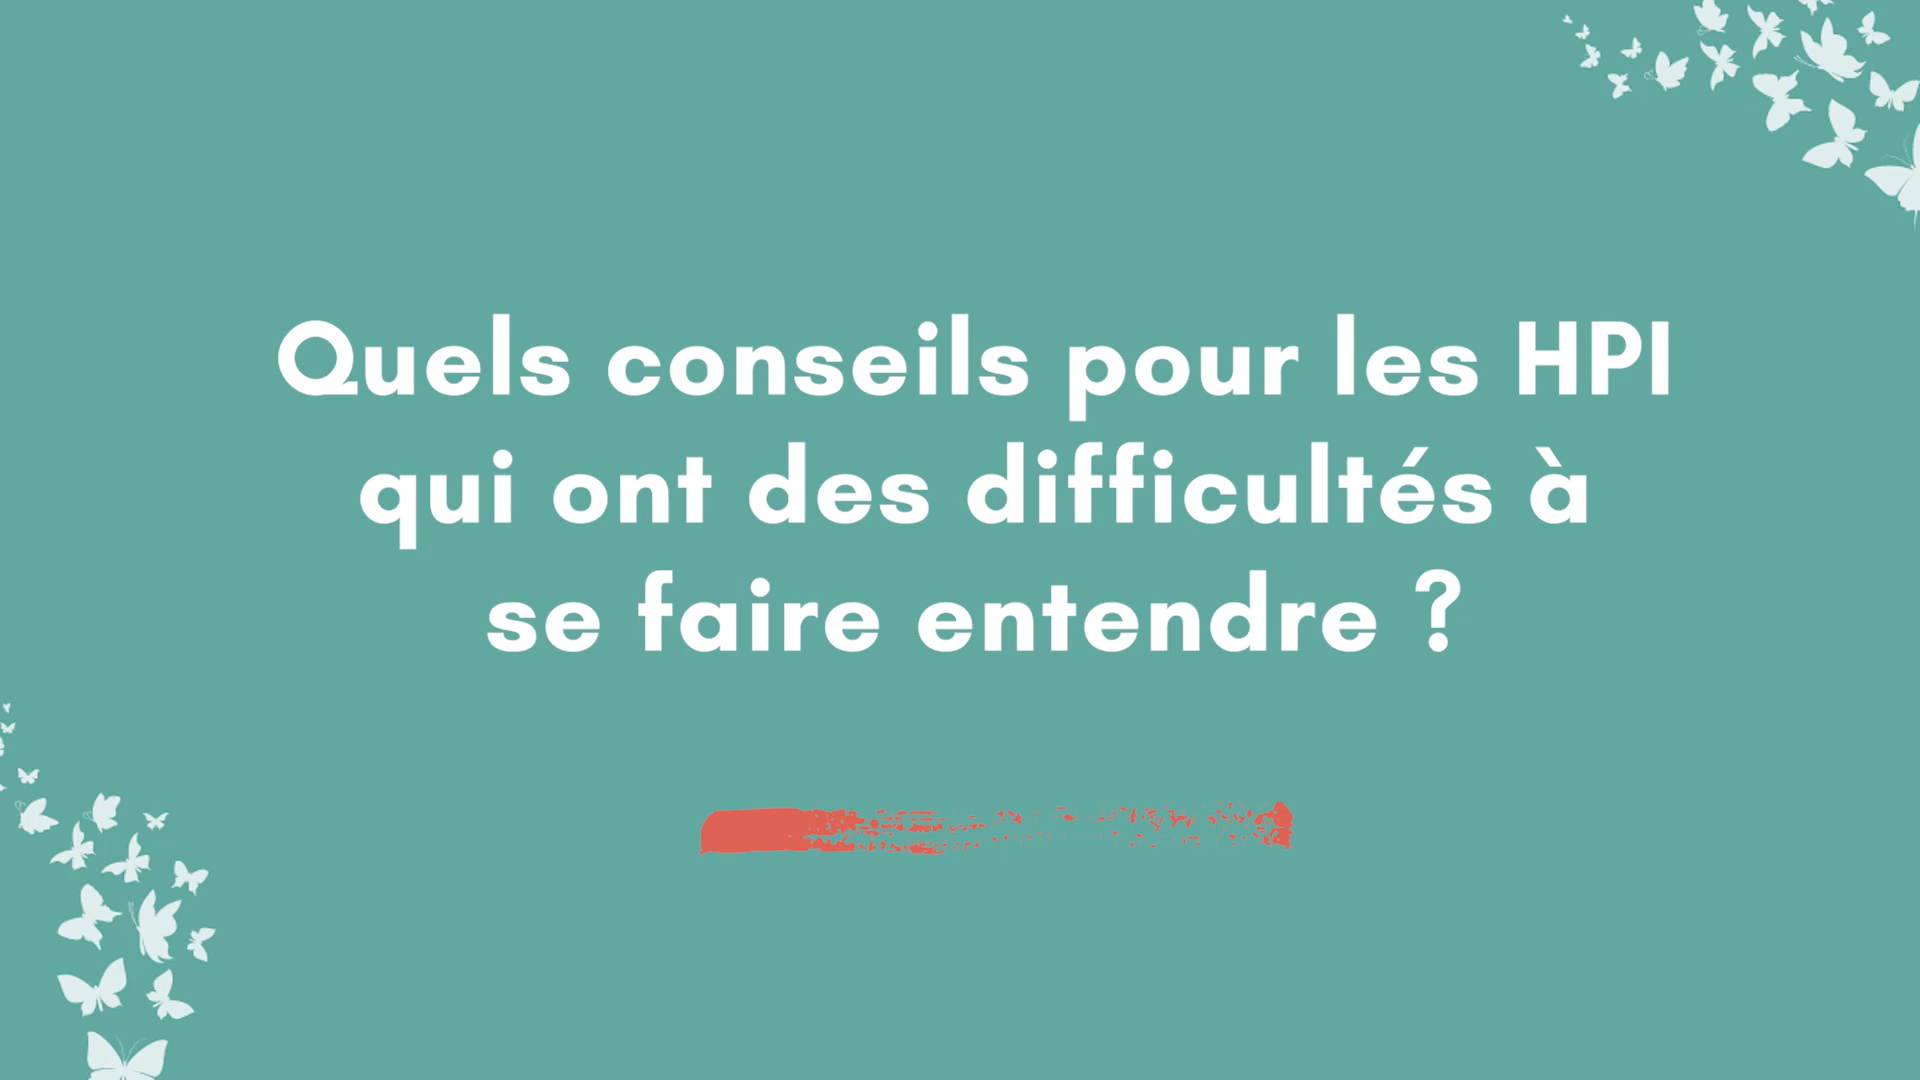 Quels conseils pour les HPI
qui ont des difficultés à
se faire entendre ?